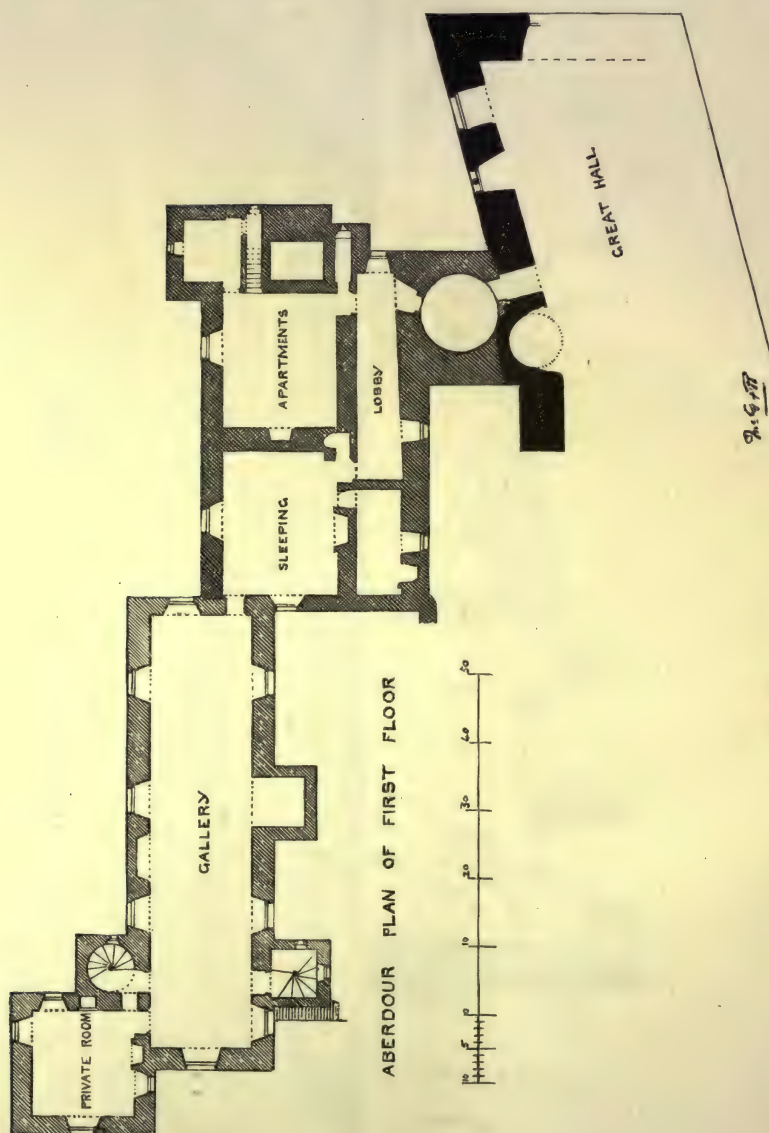 PRIVATE ROOM
GALLERY
SLEEPING
APARTMENTS
LOBBY
GREAT HALL
ABERDOUR PLAN OF FIRST FLOOR
10 5 0 10 20 30 40 50